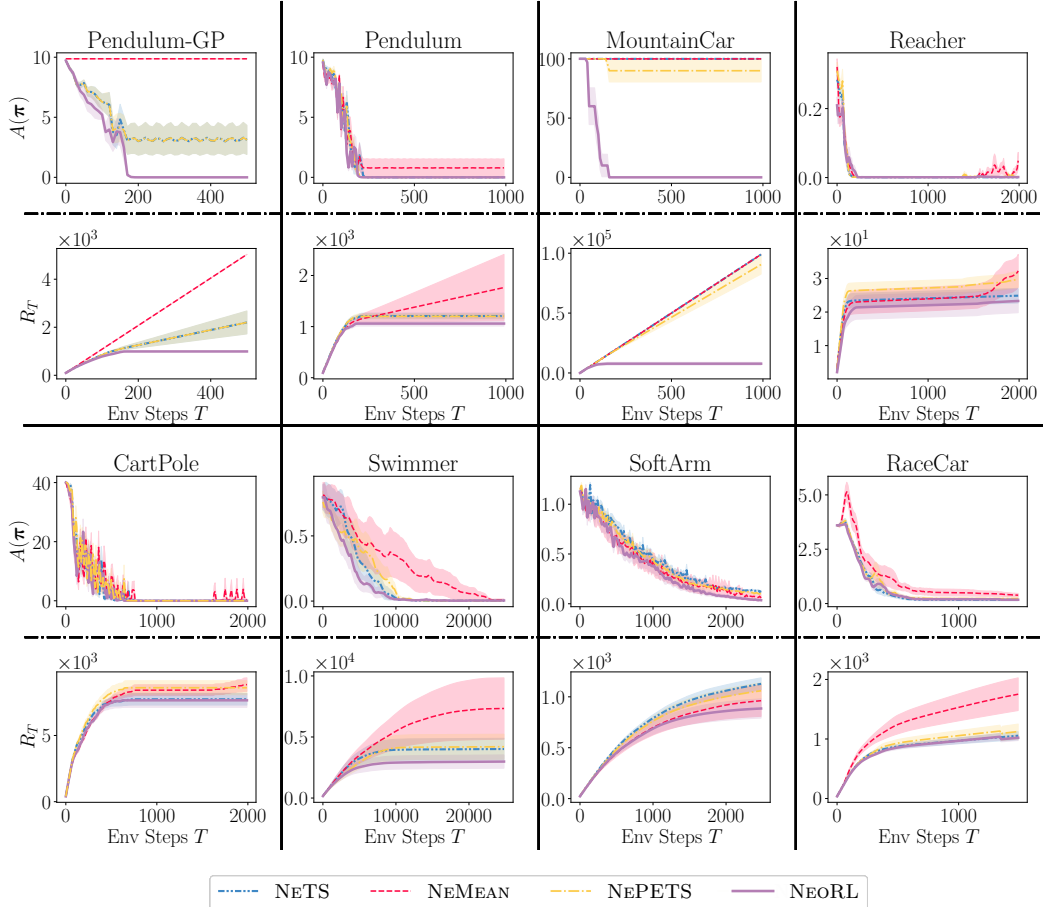 Pendulum-GP Pendulum MountainCar Reacher
A(π) 10 5 0 0 200 400
10 5 0 0 500 1000
100 50 0 0 500 1000
0.2 0.0 0 1000 2000
R_T ×10³ 4 2 0 0 200 400 Env Steps T
×10³ 2 1 0 0 500 1000 Env Steps T
×10⁵ 1.0 0.5 0.0 0 500 1000 Env Steps T
×10¹ 3 2 1 0 1000 2000 Env Steps T
CartPole Swimmer SoftArm RaceCar
A(π) 40 20 0 0 1000 2000
0.5 0.0 0 10000 20000
1.0 0.5 0.0 0 1000 2000
5.0 2.5 0.0 0 1000
R_T ×10³ 5 0 0 1000 2000 Env Steps T
×10⁴ 1.0 0.5 0.0 0 10000 20000 Env Steps T
×10³ 1.0 0.5 0.0 0 1000 2000 Env Steps T
×10³ 2 1 0 0 1000 Env Steps T
NETS NEMEAN NEPETS NEORL